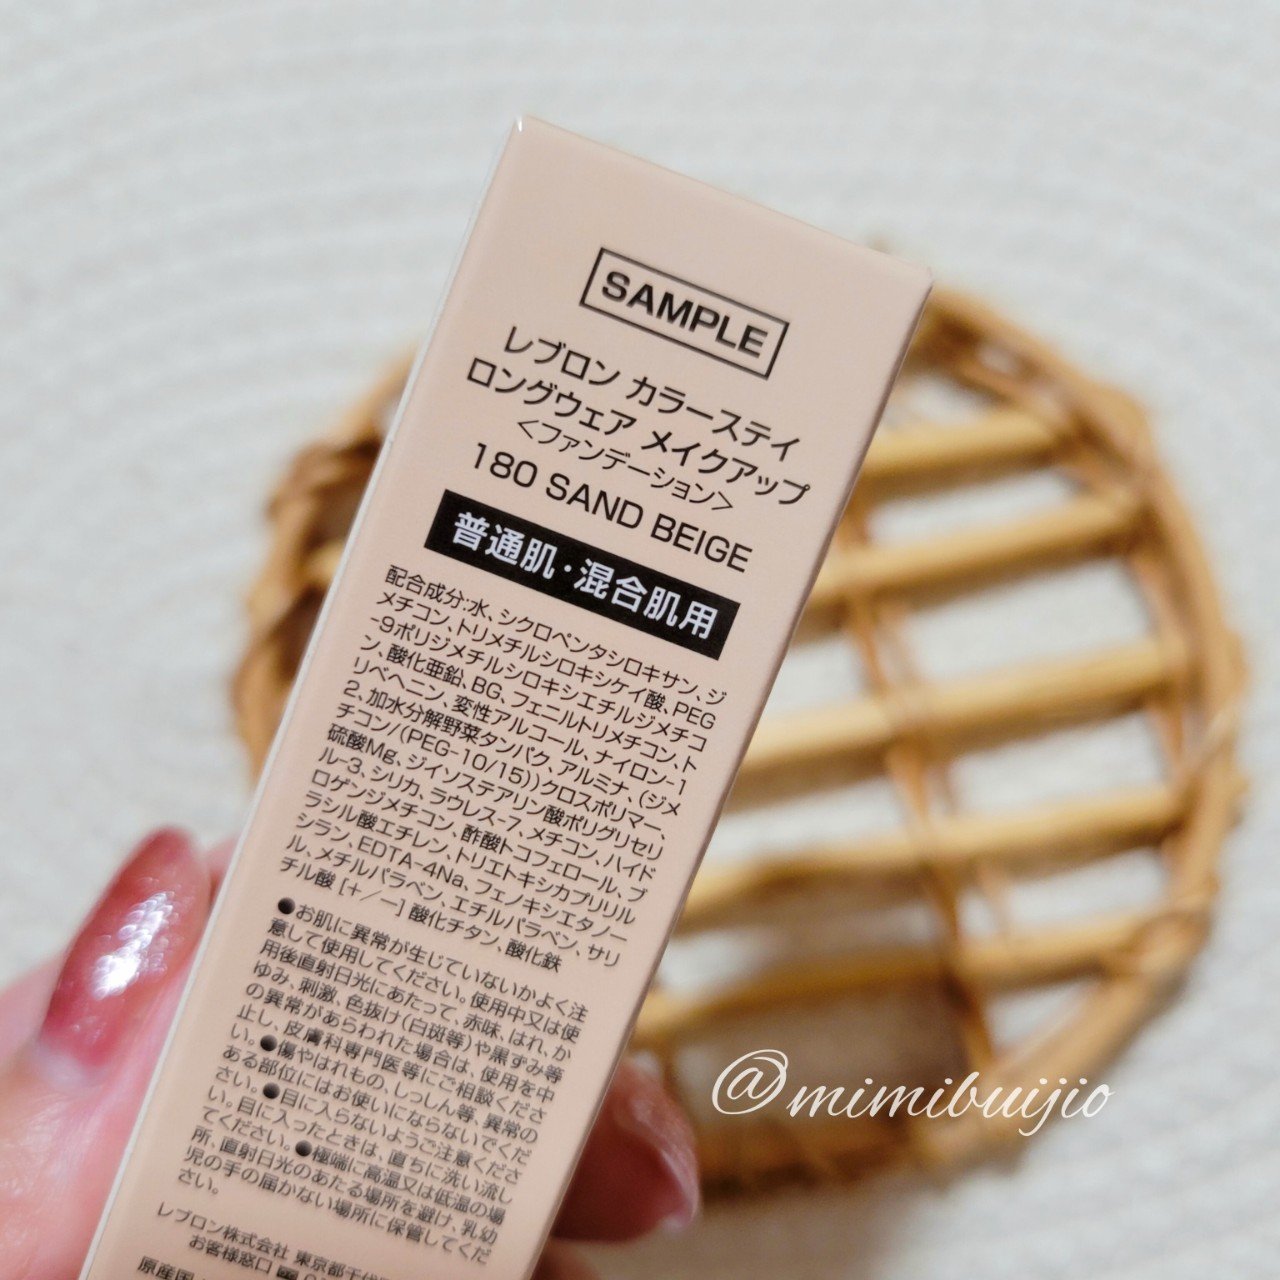 SAMPLE
レブロン カラーステイ
ロングウェア メイクアップ
<ファンデーション>
180 SAND BEIGE
普通肌・混合肌用
配合成分:水、シクロペンタシロキサン、ジ
メチコン、トリメチルシロキシケイ酸、PEG
-9ポリジメチルシロキシエチルジメチコ
ン、酸化亜鉛、BG、フェニルトリメチコン、ト
リベヘニン、変性アルコール、ナイロン-1
2、加水分解野菜タンパク、アルミナ、(ジメ
チコン/(PEG-10/15))クロスポリマー、
硫酸Mg、ジイソステアリン酸ポリグリセリ
ル-3、シリカ、ラウレス-7、メチコン、ハイド
ロゲンジメチコン、酢酸トコフェロール、ブ
ラシル酸エチレン、トリエトキシカプリリル
シラン、EDTA-4Na、フェノキシエタノー
ル、メチルパラベン、エチルパラベン、サリ
チル酸 [+/-] 酸化チタン、酸化鉄
●お肌に異常が生じていないかよく注
意して使用してください。使用中又は使
用後直射日光にあたって、赤味、はれ、か
ゆみ、刺激、色抜け(白斑等)や黒ずみ等
の異常があらわれた場合は、使用を中
止し、皮膚科専門医等にご相談くださ
い。●傷やはれもの、しっしん等、異常の
ある部位にはお使いにならないでくだ
さい。●目に入らないようご注意くださ
い。目に入ったときは、直ちに洗い流し
てください。●極端に高温又は低温の場
所、直射日光のあたる場所を避け、乳幼
児の手の届かない場所に保管してくだ
さい。
レブロン株式会社 東京都千代
お客様窓口
原産国
@mimibuijio